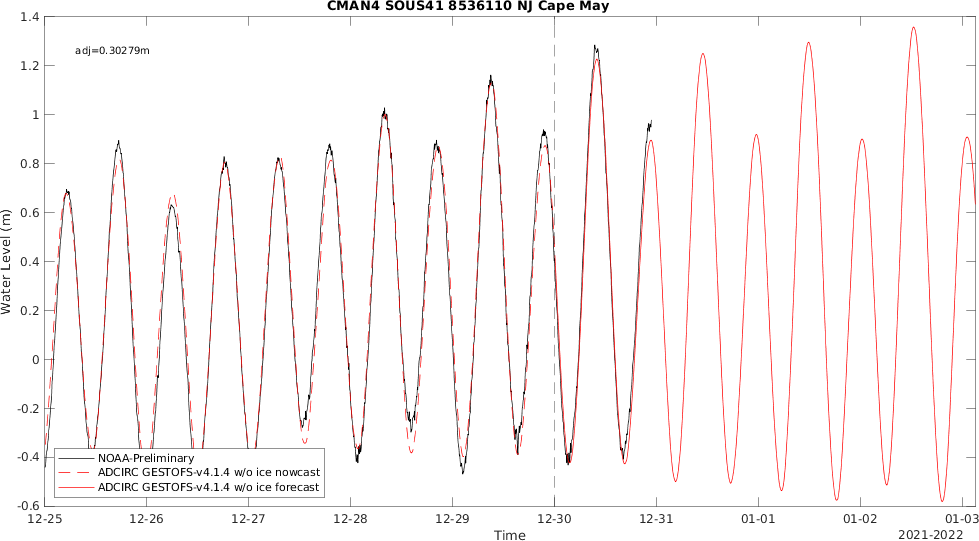 CMAN4 SOUS41 8536110 NJ Cape May
adj=0.30279m
1.4
1.2
1
0.8
0.6
0.4
0.2
0
-0.2
-0.4
-0.6
Water Level (m)
NOAA-Preliminary
ADCIRC GESTOFS-v4.1.4 w/o ice nowcast
ADCIRC GESTOFS-v4.1.4 w/o ice forecast
12-25 12-26 12-27 12-28 12-29 12-30 12-31 01-01 01-02 01-03
Time
2021-2022